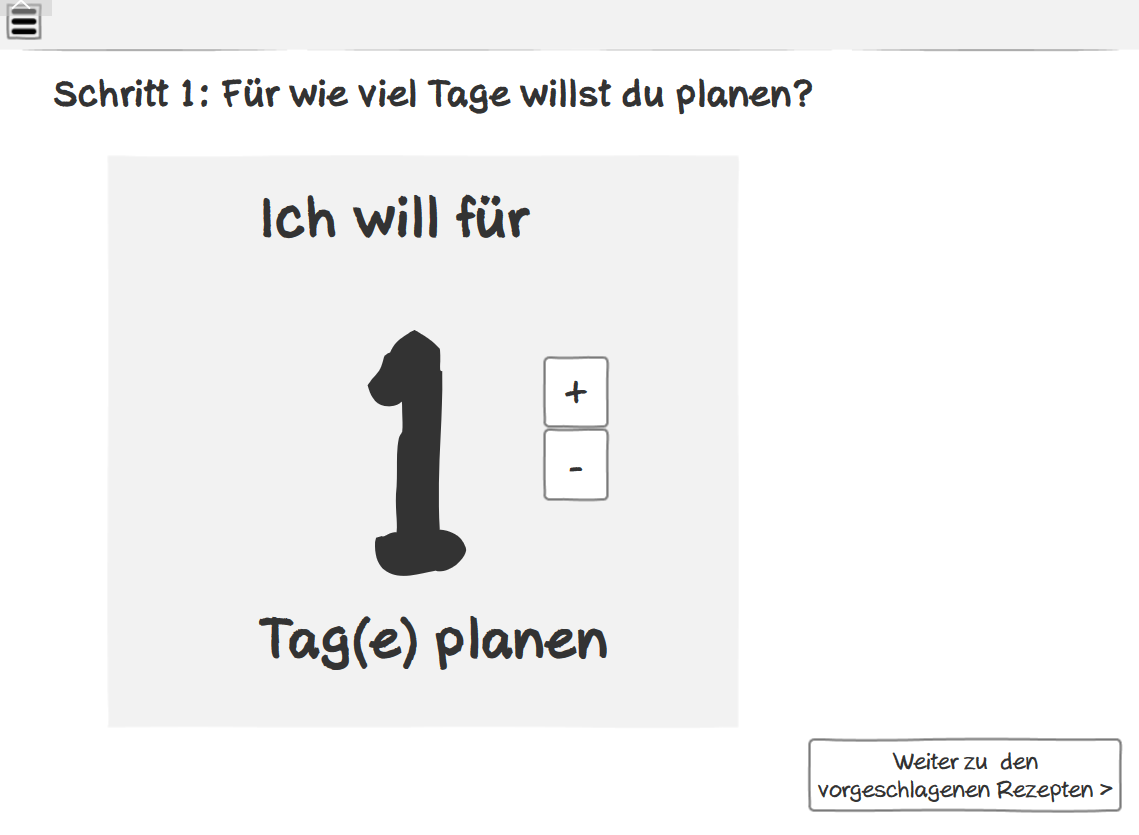 Schritt 1: Für wie viel Tage willst du planen?
Ich will für
1
+
-
Tag(e) planen
Weiter zu den
vorgeschlagenen Rezepten >